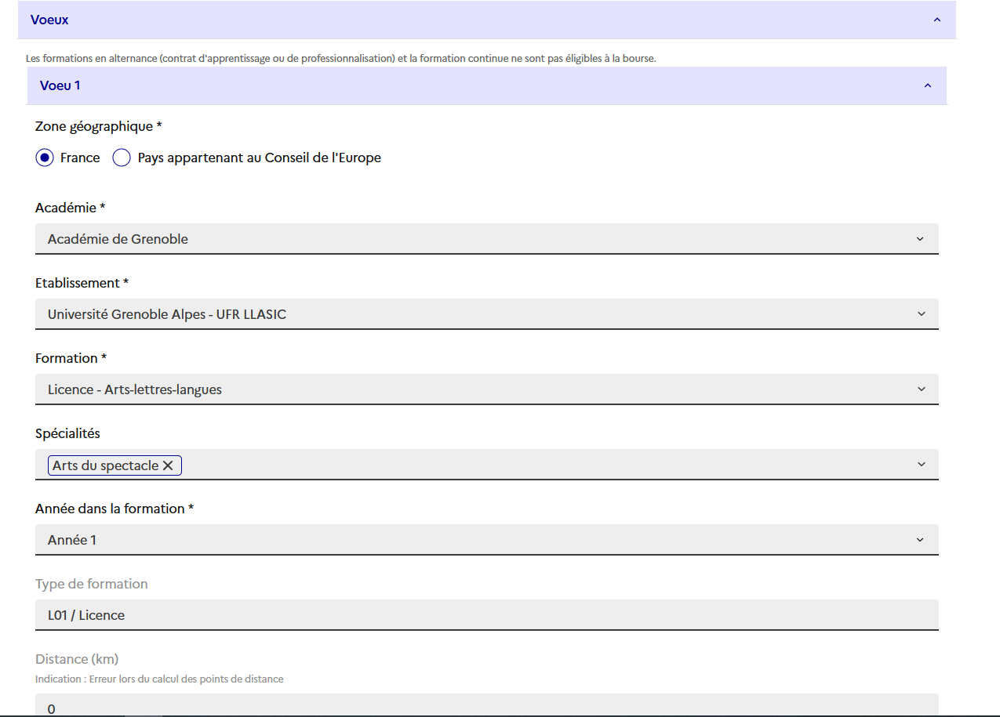 Voeux
Les formations en alternance (contrat d'apprentissage ou de professionnalisation) et la formation continue ne sont pas éligibles à la bourse.
Voeu 1
Zone géographique *
France Pays appartenant au Conseil de l'Europe
Académie *
Académie de Grenoble
Etablissement *
Université Grenoble Alpes - UFR LLASIC
Formation *
Licence - Arts-lettres-langues
Spécialités
Arts du spectacle
Année dans la formation *
Année 1
Type de formation
L01 / Licence
Distance (km)
Indication : Erreur lors du calcul des points de distance
0